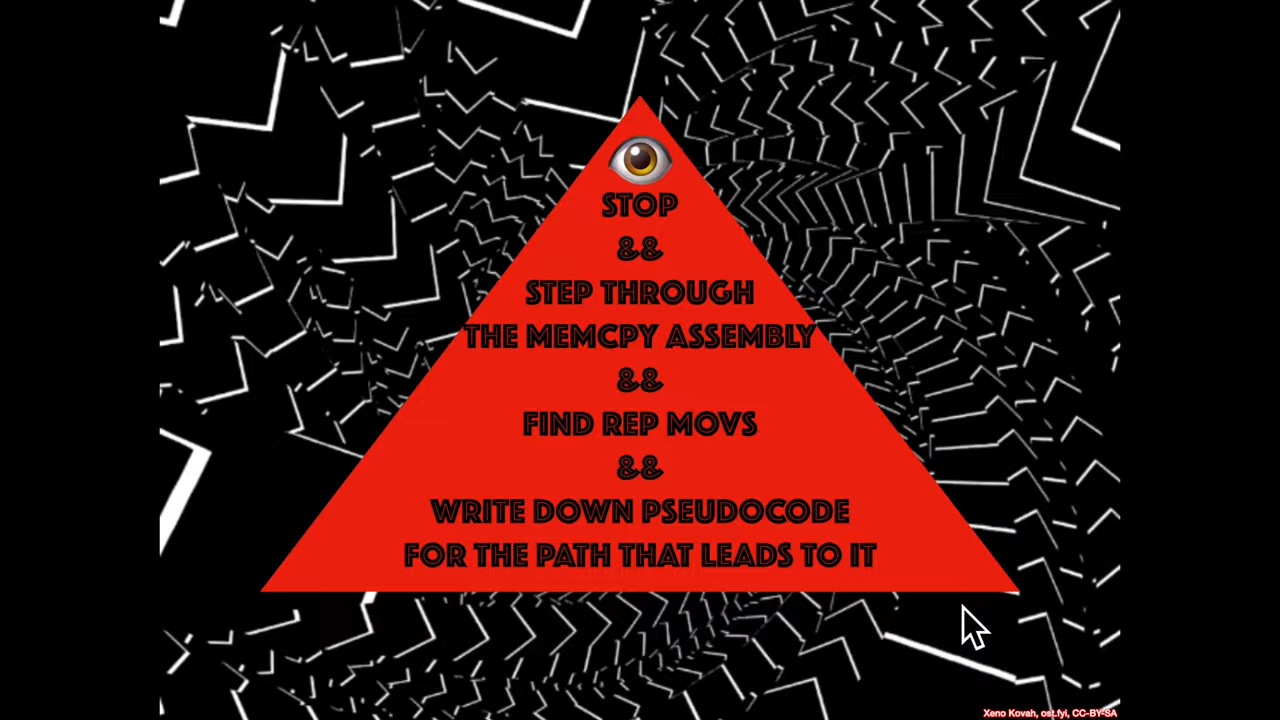 STOP
&&
STEP THROUGH
THE MEMCPY ASSEMBLY
&&
FIND REP MOVS
&&
WRITE DOWN PSEUDOCODE
FOR THE PATH THAT LEADS TO IT
Xeno Kovah, ost.fyi, CC-BY-SA